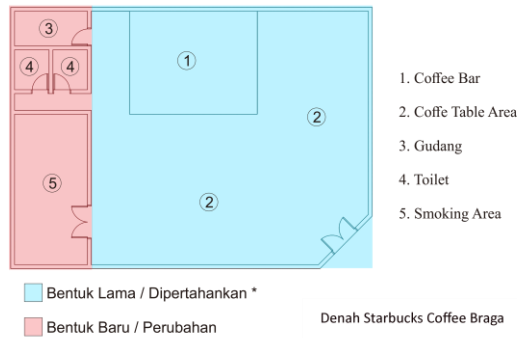 3
4
4
1
2
5
2
1. Coffee Bar
2. Coffe Table Area
3. Gudang
4. Toilet
5. Smoking Area
Bentuk Lama / Dipertahankan *
Bentuk Baru / Perubahan
Denah Starbucks Coffee Braga